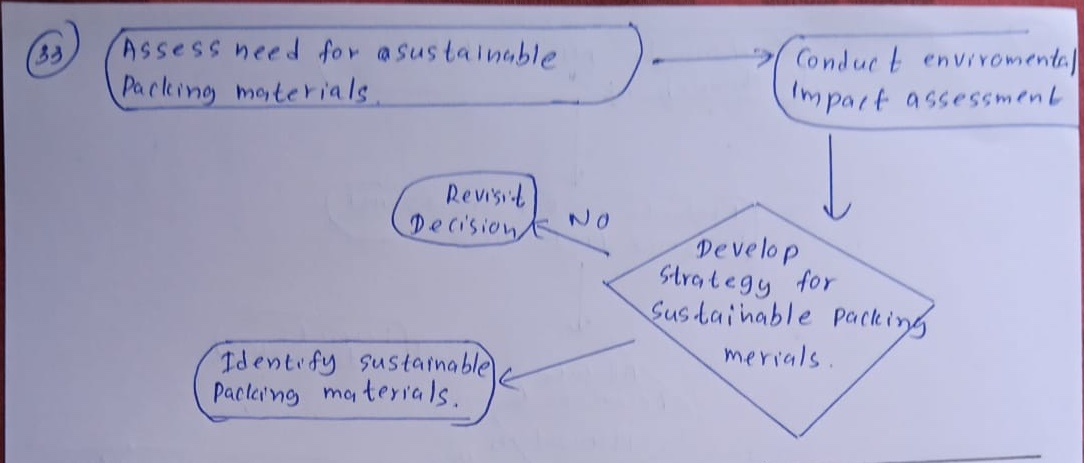 33
Assess need for a sustainable
Packing materials.
Conduct enviromental
Impact assessment
Revisit
Decision
NO
Develop
Strategy for
Sustainable packing
merials.
Identify sustainable
packing materials.